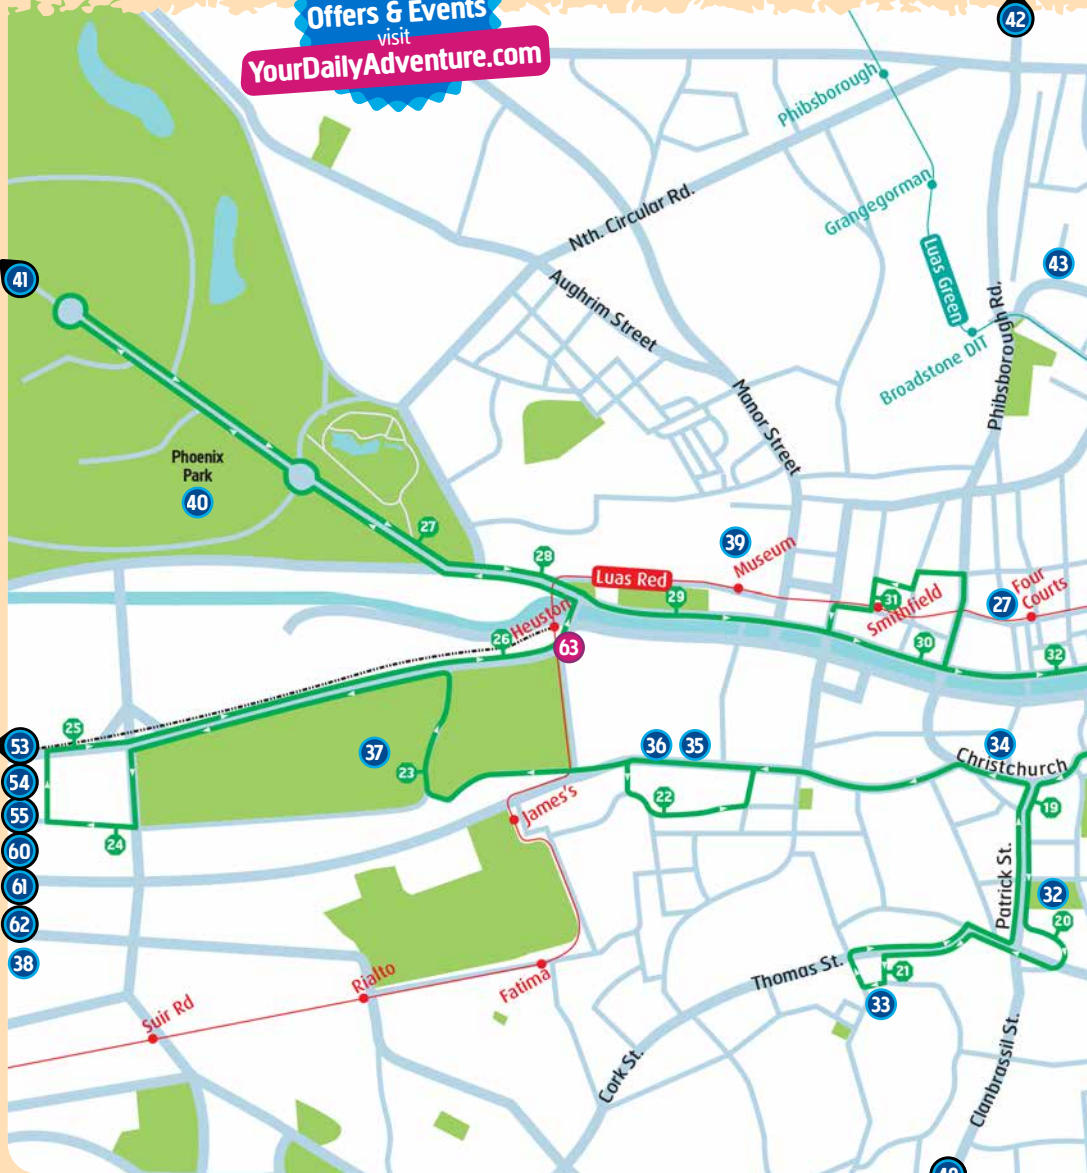 Offers & Events
visit
YourDailyAdventure.com
42
Phibsborough
Nth. Circular Rd.
Grangegorman
Luas Green
43
41
Aughrim Street
Phibsborough Rd.
Broadstone DIT
Manor Street
Phoenix
Park
40
27
39
Museum
28
Luas Red
29
31
Smithfield
27
Four
Courts
Heuston
26
63
30
32
25
53
54
55
60
61
62
38
37
23
24
36
35
22
34
Christchurch
19
James's
Patrick St.
32
20
Thomas St.
21
33
Rialto
Fatima
Suir Rd
Cork St.
Clanbrassil St.